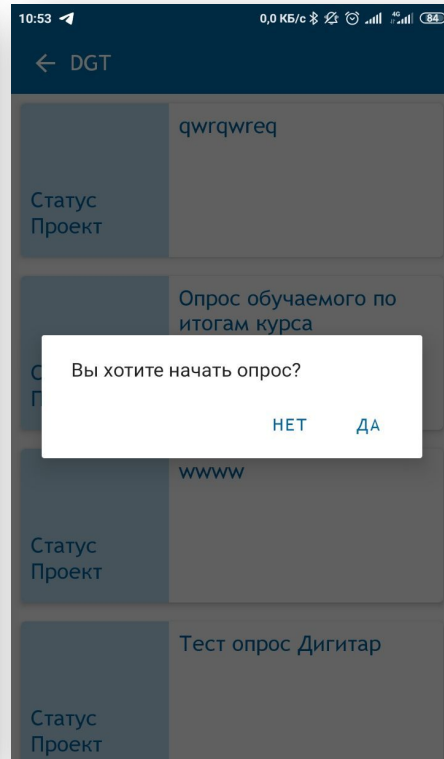 10:53 0,0 КБ/с 4G 84
DGT
qwrqwreq
Статус
Проект
Опрос обучаемого по
итогам курса
С
П
Вы хотите начать опрос?
НЕТ ДА
wwww
Статус
Проект
Тест опрос Дигитар
Статус
Проект